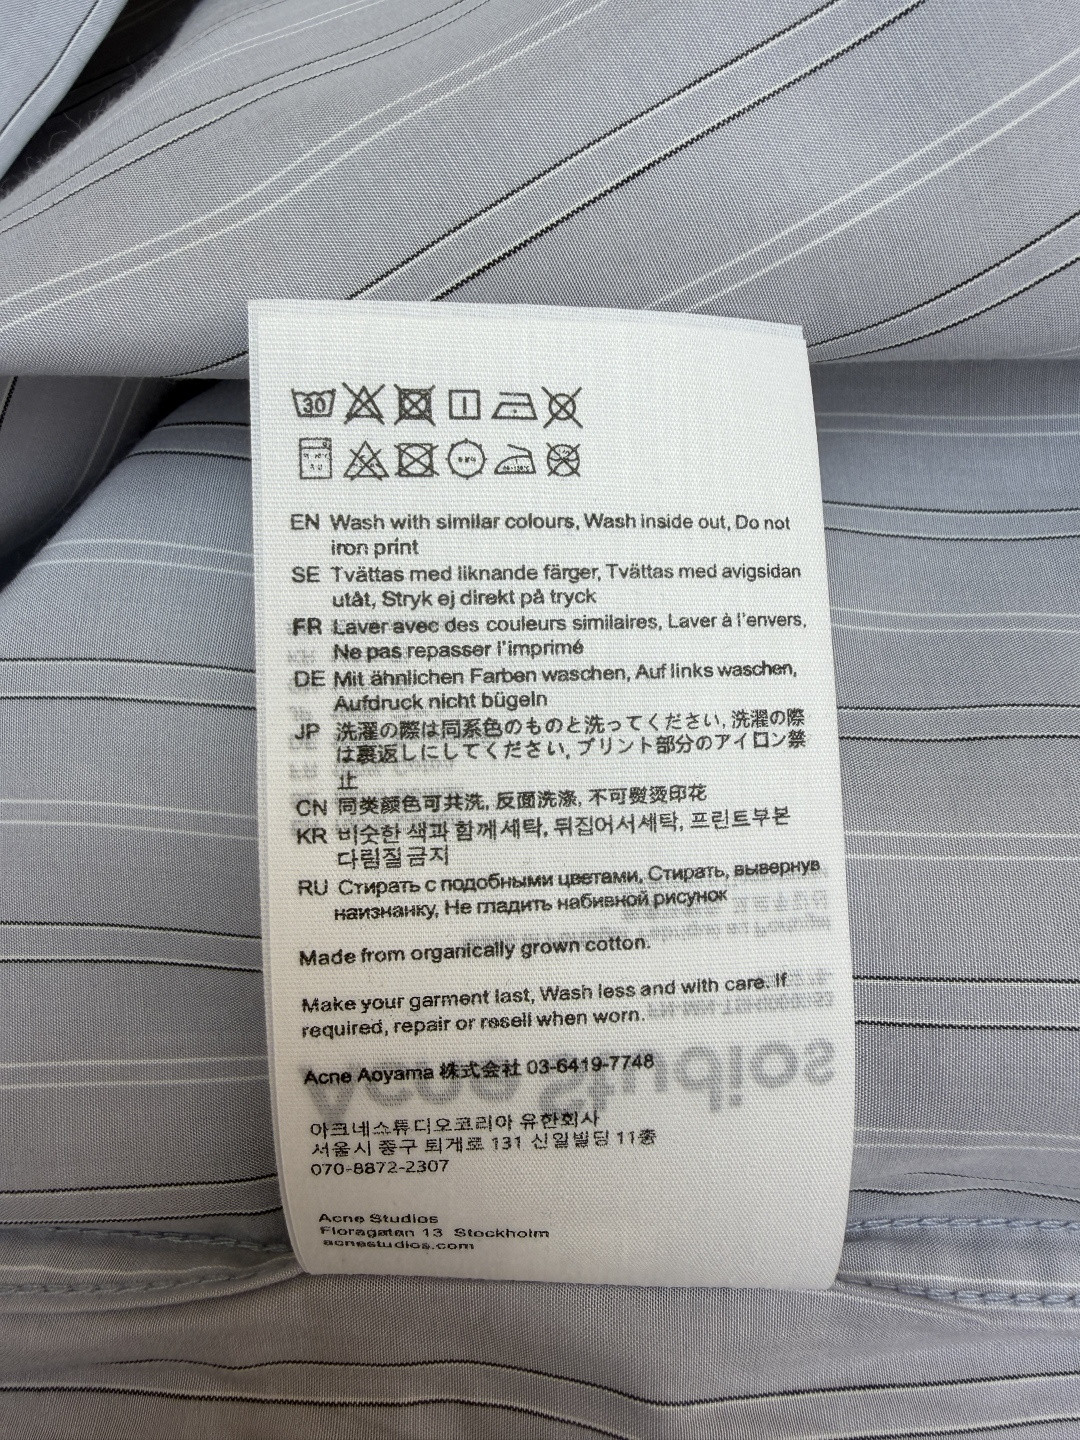 30
EN Wash with similar colours, Wash inside out, Do not
iron print
SE Tvättas med liknande färger, Tvättas med avigsidan
utåt, Stryk ej direkt på tryck
FR Laver avec des couleurs similaires, Laver à l'envers,
Ne pas repasser l'imprimé
DE Mit ähnlichen Farben waschen, Auf links waschen,
Aufdruck nicht bügeln
JP 洗濯の際は同系色のものと洗ってください, 洗濯の際
は裏返しにしてください, プリント部分のアイロン禁
止
CN 同类颜色可共洗, 反面洗涤, 不可熨烫印花
KR 비슷한 색과 함께세탁, 뒤집어서세탁, 프린트부본
다림질금지
RU Стирать с подобными цветами, Стирать, вывернув
наизнанку, Не гладить набивной рисунок
Made from organically grown cotton.
Make your garment last, Wash less and with care. If
required, repair or resell when worn.
Acne Aoyama 株式会社 03-6419-7748
아크네스튜디오코리아 유한회사
서울시 중구 퇴계로 131 신일빌딩 11층
070-8872-2307
Acne Studios
Floragatan 13 Stockholm
acnestudios.com